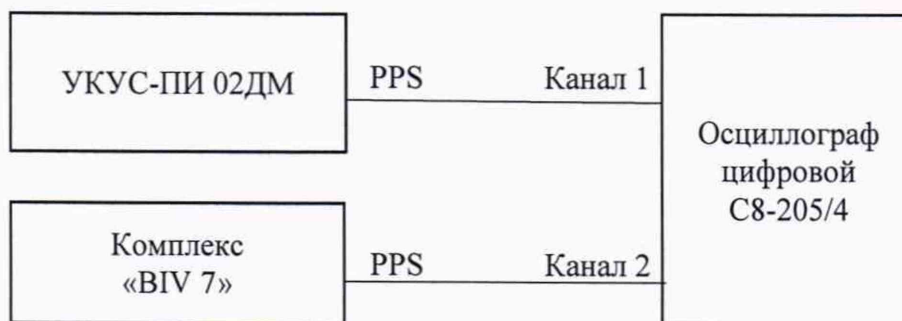 УКУС-ПИ 02ДМ
PPS
Канал 1
Осциллограф
цифровой
С8-205/4
Комплекс
«BIV 7»
PPS
Канал 2